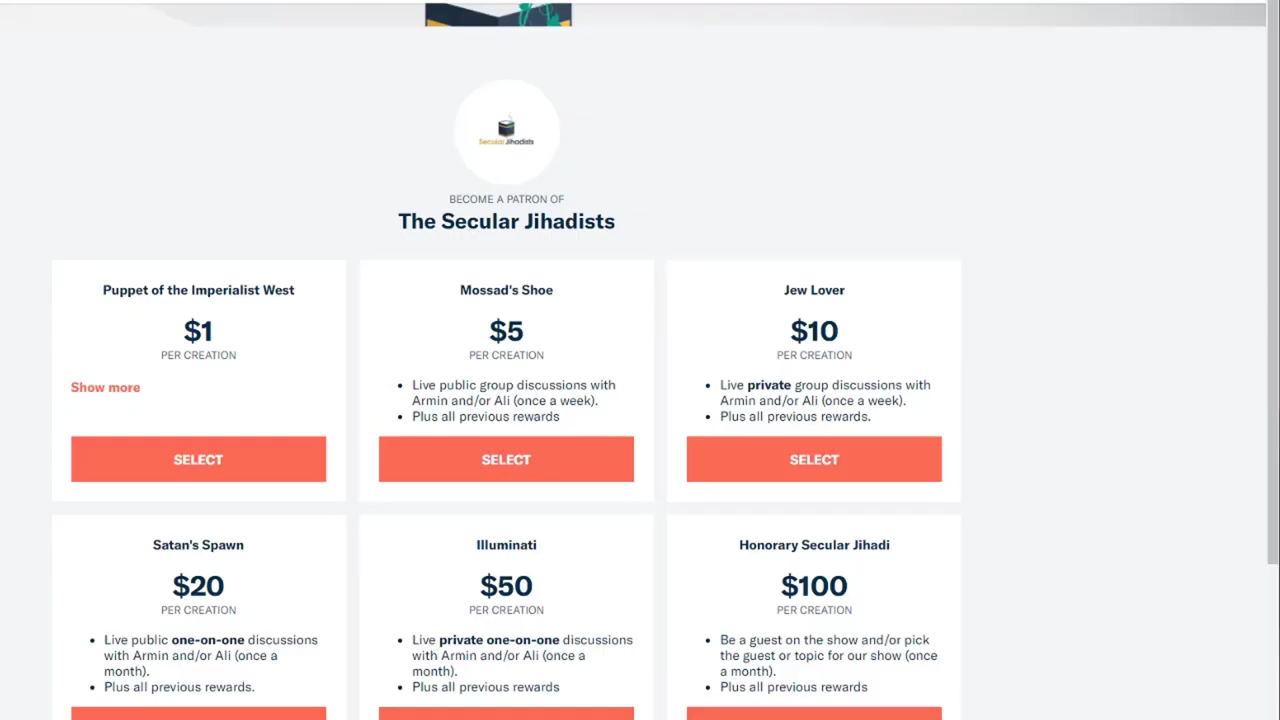 Secular Jihadists
BECOME A PATRON OF
The Secular Jihadists
Puppet of the Imperialist West
$1
PER CREATION
Show more
SELECT
Mossad's Shoe
$5
PER CREATION
• Live public group discussions with
Armin and/or Ali (once a week).
• Plus all previous rewards
SELECT
Jew Lover
$10
PER CREATION
• Live private group discussions with
Armin and/or Ali (once a week).
• Plus all previous rewards.
SELECT
Satan's Spawn
$20
PER CREATION
• Live public one-on-one discussions
with Armin and/or Ali (once a
month).
• Plus all previous rewards.
Illuminati
$50
PER CREATION
• Live private one-on-one discussions
with Armin and/or Ali (once a
month).
• Plus all previous rewards
Honorary Secular Jihadi
$100
PER CREATION
• Be a guest on the show and/or pick
the guest or topic for our show (once
a month).
• Plus all previous rewards